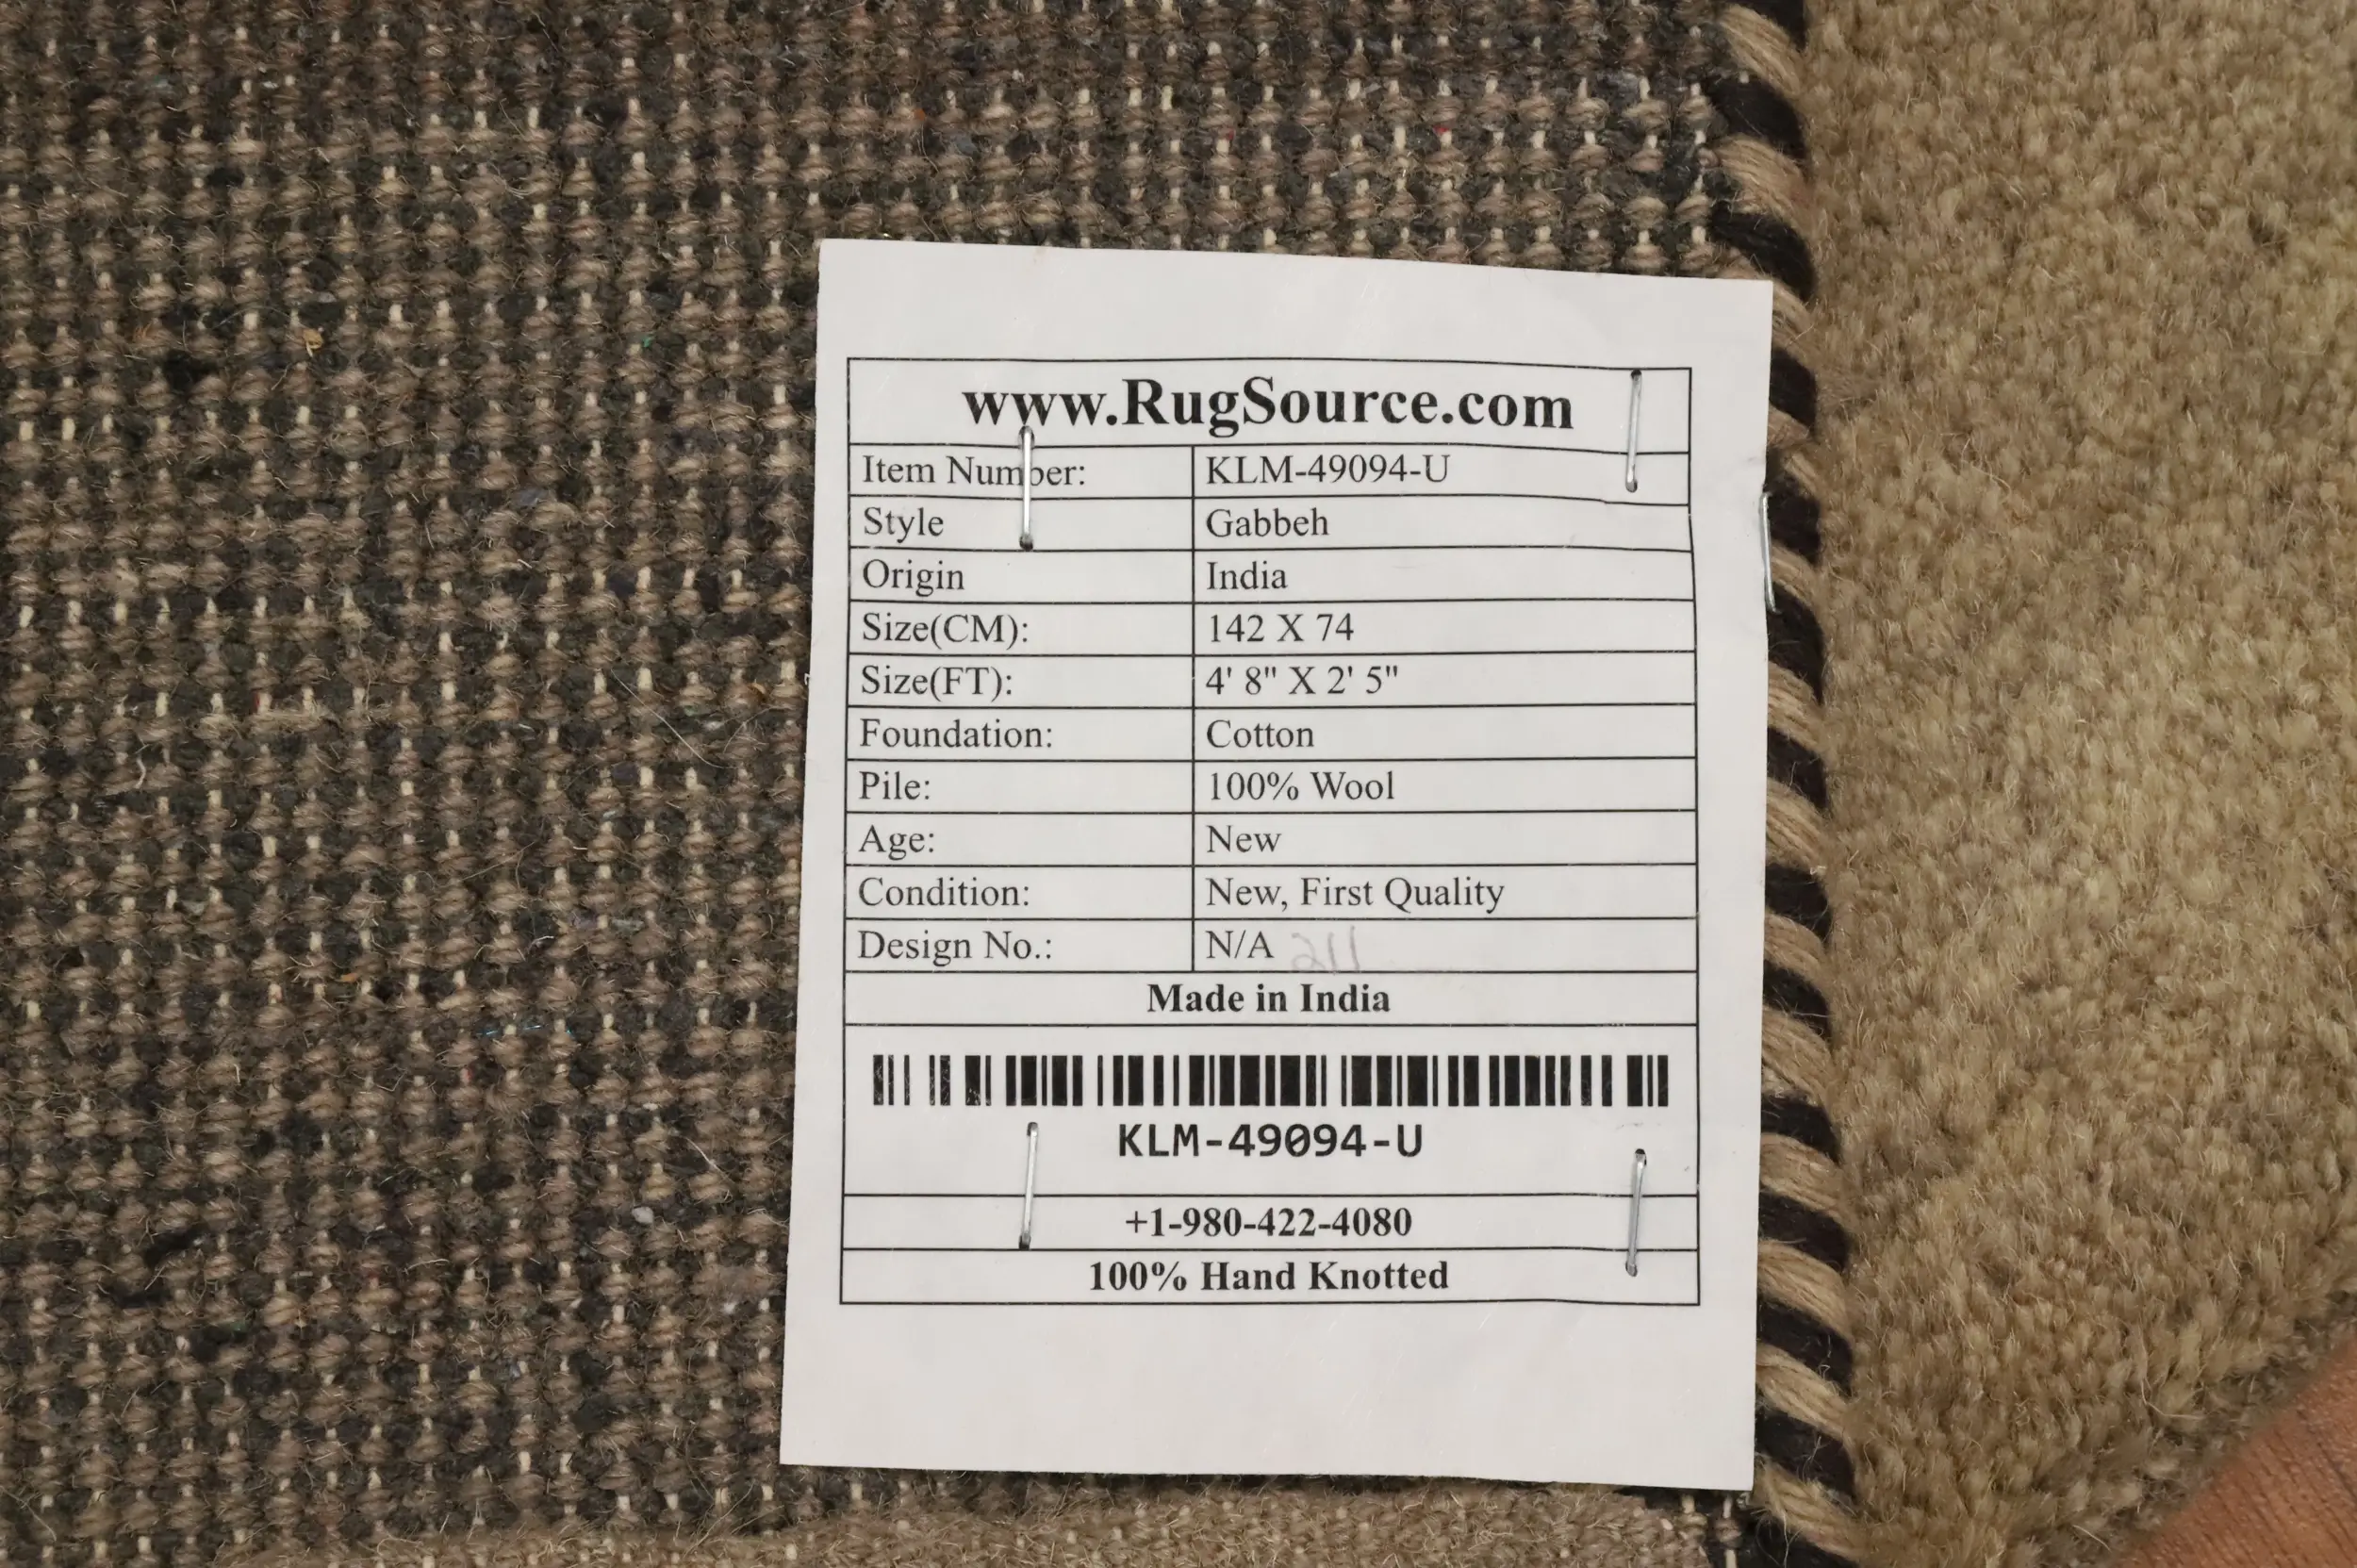 www.RugSource.com
Item Number: KLM-49094-U
Style Gabbeh
Origin India
Size(CM): 142 X 74
Size(FT): 4' 8" X 2' 5"
Foundation: Cotton
Pile: 100% Wool
Age: New
Condition: New, First Quality
Design No.: N/A
Made in India
KLM-49094-U
+1-980-422-4080
100% Hand Knotted